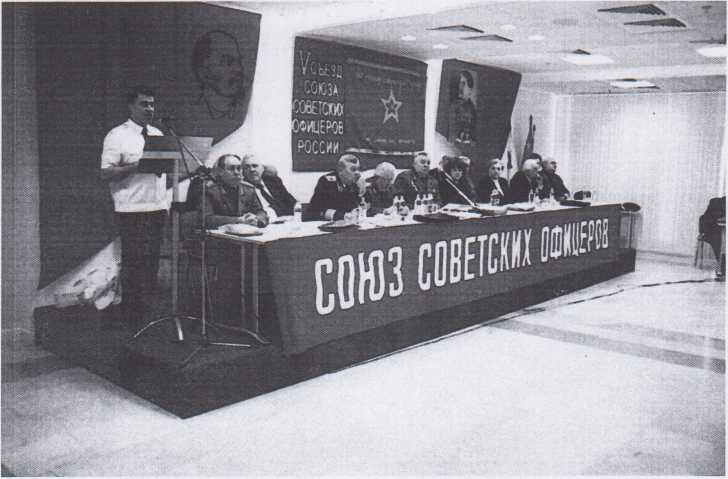 V СЪЕЗД
СОЮЗА
СОВЕТСКИХ
ОФИЦЕРОВ
РОССИИ
СОЮЗ СОВЕТСКИХ ОФИЦЕРОВ